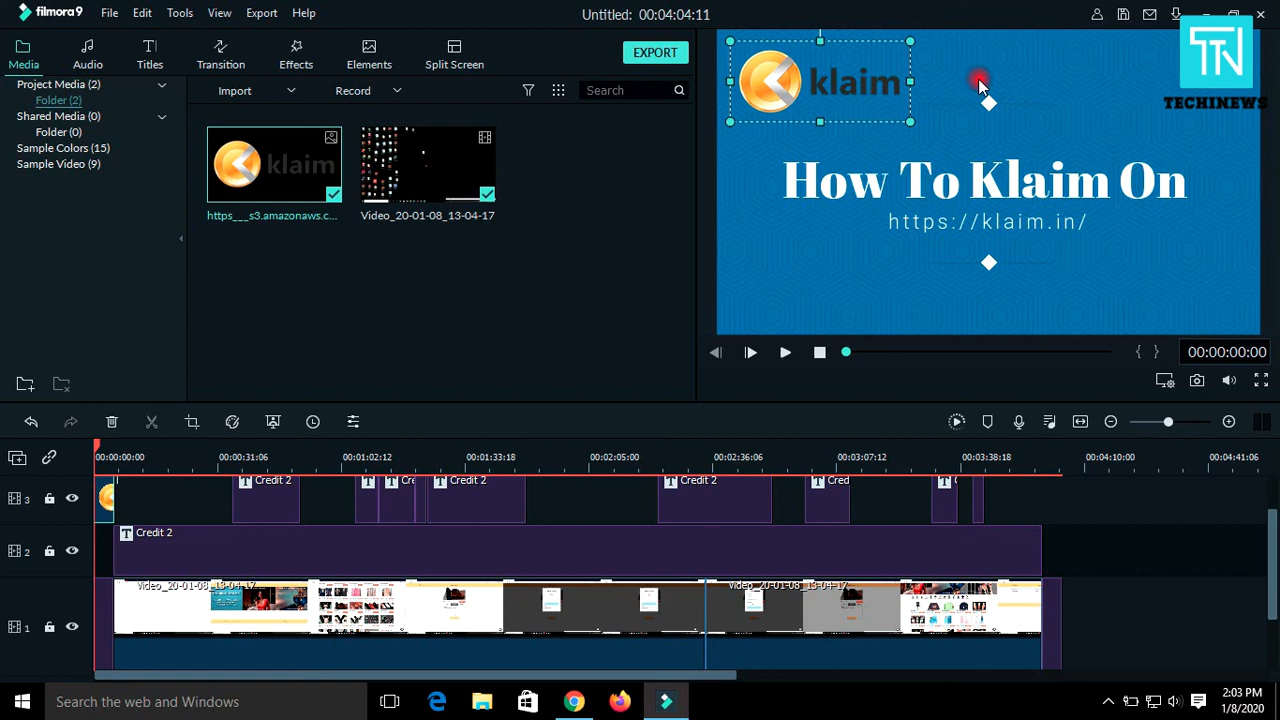 filmora9 File Edit Tools View Export Help Untitled: 00:04:04:11
Media Audio Titles Transition Effects Elements Split Screen EXPORT
Project Media (2)
Folder (2)
Shared Media (0)
Folder (0)
Sample Colors (15)
Sample Video (9)
Import Record Search
klaim
https___s3.amazonaws.c... Video_20-01-08_13-04-17
klaim
TECHINEWS
How To Klaim On
https://klaim.in/
00:00:00:00
00:00:00:00 00:00:31:06 00:01:02:12 00:01:33:18 00:02:05:00 00:02:36:06 00:03:07:12 00:03:38:18 00:04:10:00 00:04:41:06
3 T Credit 2 T T Cre T Credit 2 T Credit 2 T Cred T
2 T Credit 2
1 Video_20-01-08_13-04-17 Video_20-01-08_13-04-17
Search the web and Windows
2:03 PM
1/8/2020